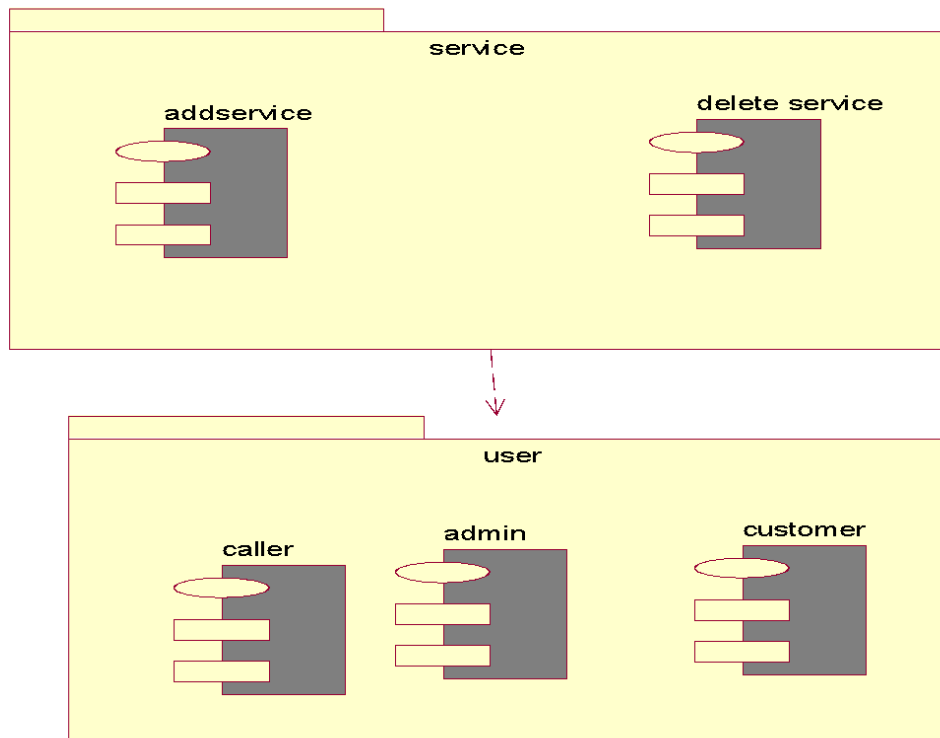 service
addservice
delete service
user
caller
admin
customer